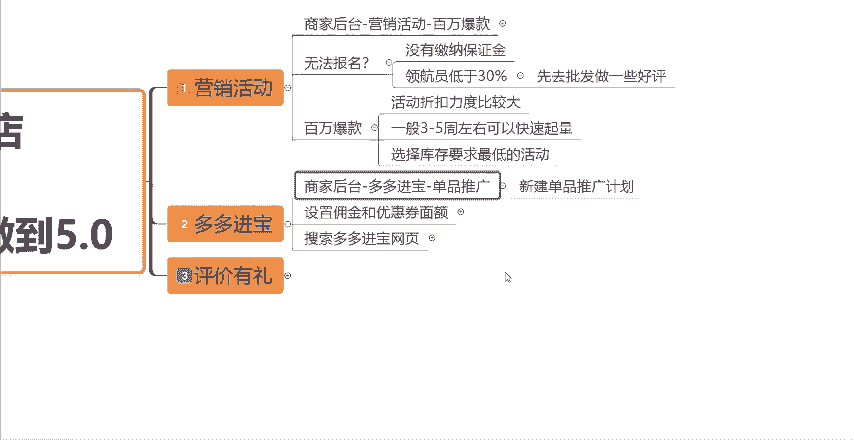 店
做到5.0
1 营销活动
商家后台-营销活动-百万爆款
无法报名？
没有缴纳保证金
领航员低于30%
先去批发做一些好评
百万爆款
活动折扣力度比较大
一般3-5周左右可以快速起量
选择库存要求最低的活动
2 多多进宝
商家后台-多多进宝-单品推广
新建单品推广计划
设置佣金和优惠券面额
搜索多多进宝网页
3 评价有礼